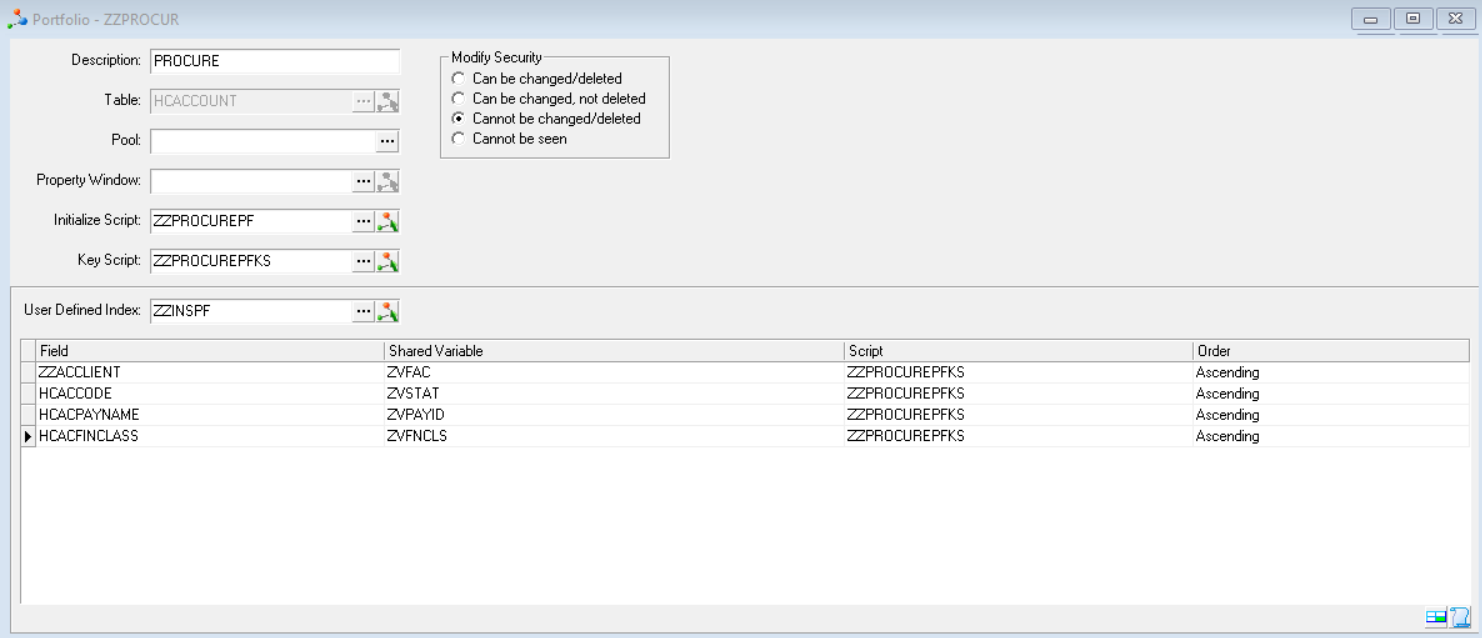 Portfolio - ZZPROCUR
Description: PROCURE
Modify Security
Can be changed/deleted
Can be changed, not deleted
Cannot be changed/deleted
Cannot be seen
Table: HCACCOUNT
Pool:
Property Window:
Initialize Script: ZZPROCUREPF
Key Script: ZZPROCUREPFKS
User Defined Index: ZZINSPF
Field Shared Variable Script Order
ZZACCLIENT ZVFAC ZZPROCUREPFKS Ascending
HCACCODE ZVSTAT ZZPROCUREPFKS Ascending
HCACPAYNAME ZVPAYID ZZPROCUREPFKS Ascending
HCACFINCLASS ZVFNCLS ZZPROCUREPFKS Ascending